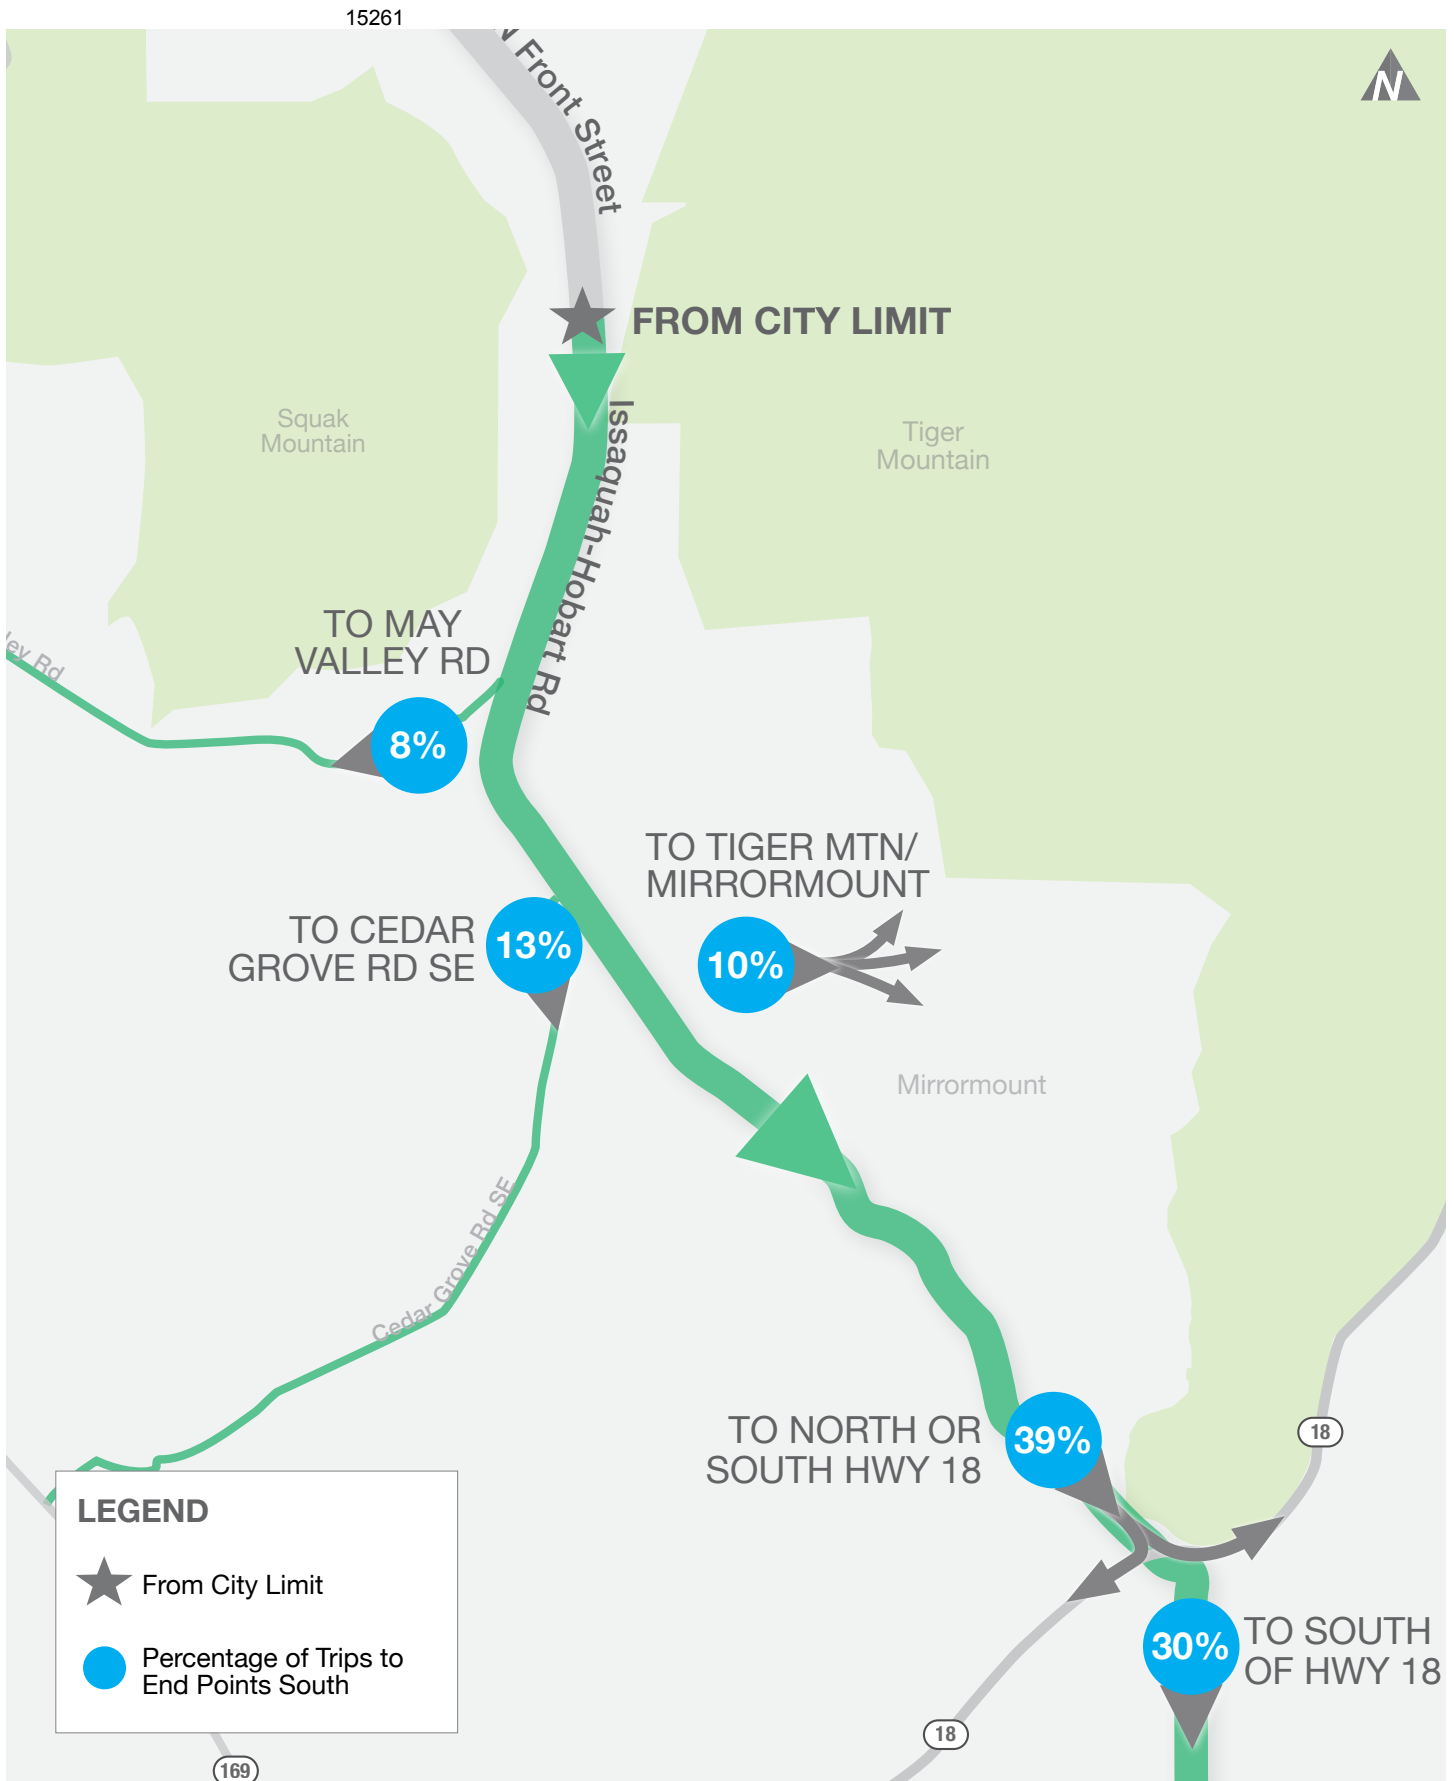 15261
N Front Street
N
FROM CITY LIMIT
Issaquah-Hobart Rd
Squak
Mountain
Tiger
Mountain
TO MAY
VALLEY RD
ley Rd
8%
TO TIGER MTN/
MIRRORMOUNT
10%
TO CEDAR
GROVE RD SE
13%
Mirrormount
Cedar Grove Rd SE
TO NORTH OR
SOUTH HWY 18
39%
18
LEGEND
From City Limit
Percentage of Trips to
End Points South
30%
TO SOUTH
OF HWY 18
18
169